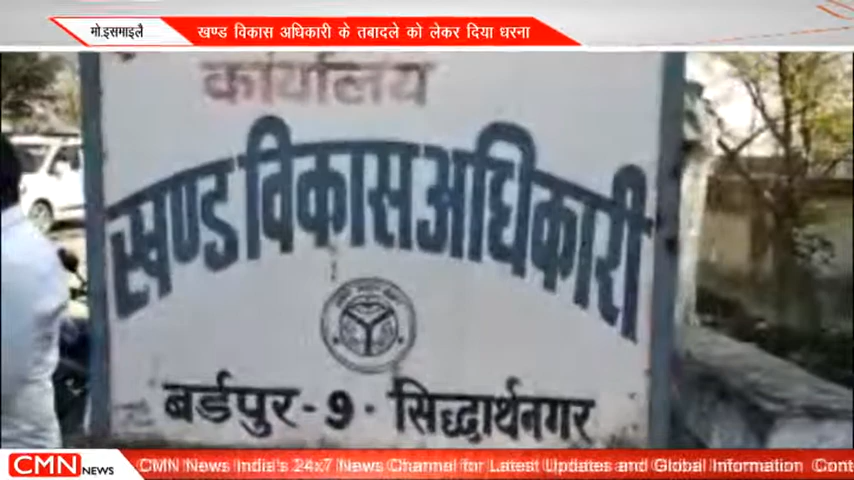 मो.इसमाइलै
खण्ड विकास अधिकारी के तबादले को लेकर दिया धरना
कार्यालय
खण्ड विकास अधिकारी
बर्डपुर - 9 · सिद्धार्थनगर
CMN NEWS
CMN News India's 24x7 News Channel for Latest Updates and Global Information